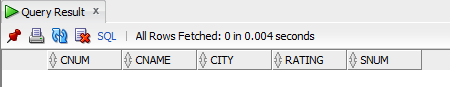 Query Result ×
SQL | All Rows Fetched: 0 in 0.004 seconds
CNUM CNAME CITY RATING SNUM